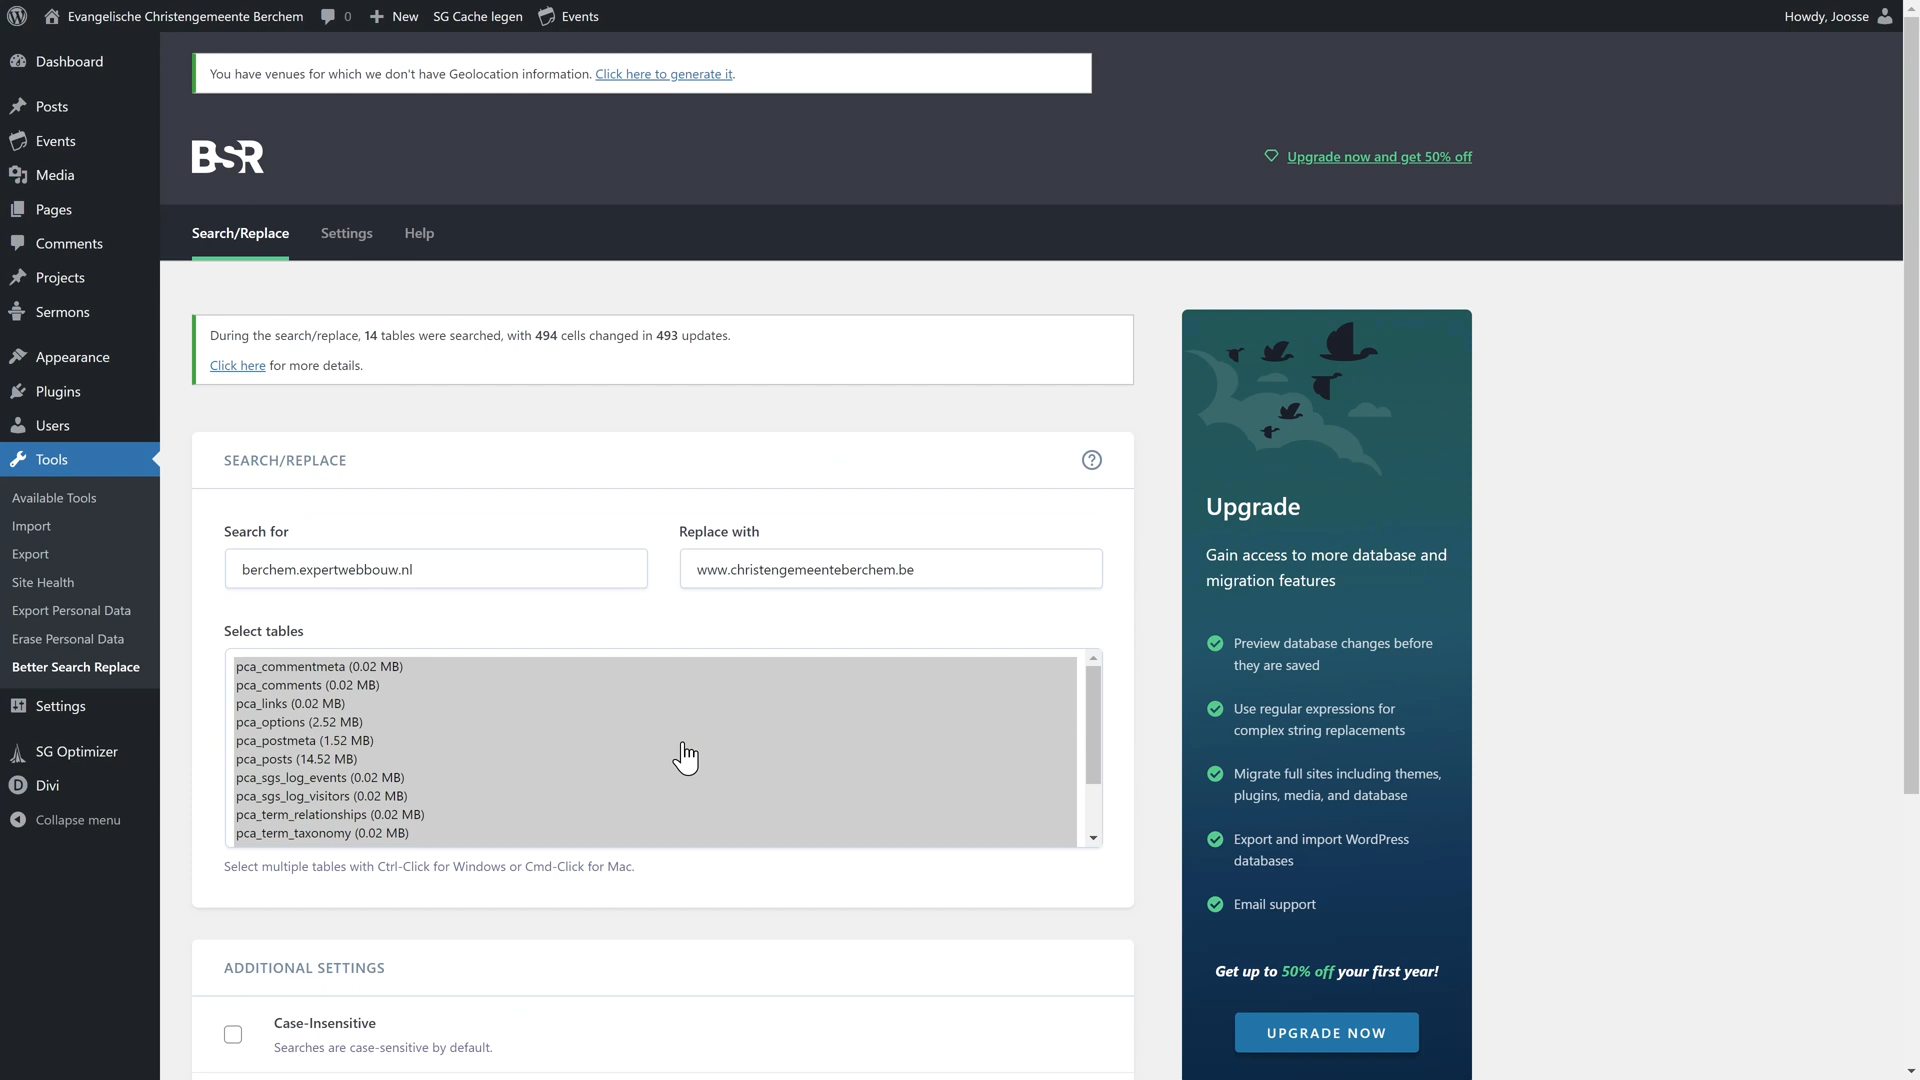 Evangelische Christengemeente Berchem
0
New
SG Cache legen
Events
Howdy, Joosse
Dashboard
Posts
Events
Media
Pages
Comments
Projects
Sermons
Appearance
Plugins
Users
Tools
Available Tools
Import
Export
Site Health
Export Personal Data
Erase Personal Data
Better Search Replace
Settings
SG Optimizer
Divi
Collapse menu
You have venues for which we don't have Geolocation information. Click here to generate it.
BSR
Upgrade now and get 50% off
Search/Replace
Settings
Help
During the search/replace, 14 tables were searched, with 494 cells changed in 493 updates.
Click here for more details.
SEARCH/REPLACE
?
Search for
Replace with
berchem.expertwebbouw.nl
www.christengemeenteberchem.be
Select tables
pca_commentmeta (0.02 MB)
pca_comments (0.02 MB)
pca_links (0.02 MB)
pca_options (2.52 MB)
pca_postmeta (1.52 MB)
pca_posts (14.52 MB)
pca_sgs_log_events (0.02 MB)
pca_sgs_log_visitors (0.02 MB)
pca_term_relationships (0.02 MB)
pca_term_taxonomy (0.02 MB)
Select multiple tables with Ctrl-Click for Windows or Cmd-Click for Mac.
ADDITIONAL SETTINGS
Case-Insensitive
Searches are case-sensitive by default.
Upgrade
Gain access to more database and
migration features
Preview database changes before
they are saved
Use regular expressions for
complex string replacements
Migrate full sites including themes,
plugins, media, and database
Export and import WordPress
databases
Email support
Get up to 50% off your first year!
UPGRADE NOW